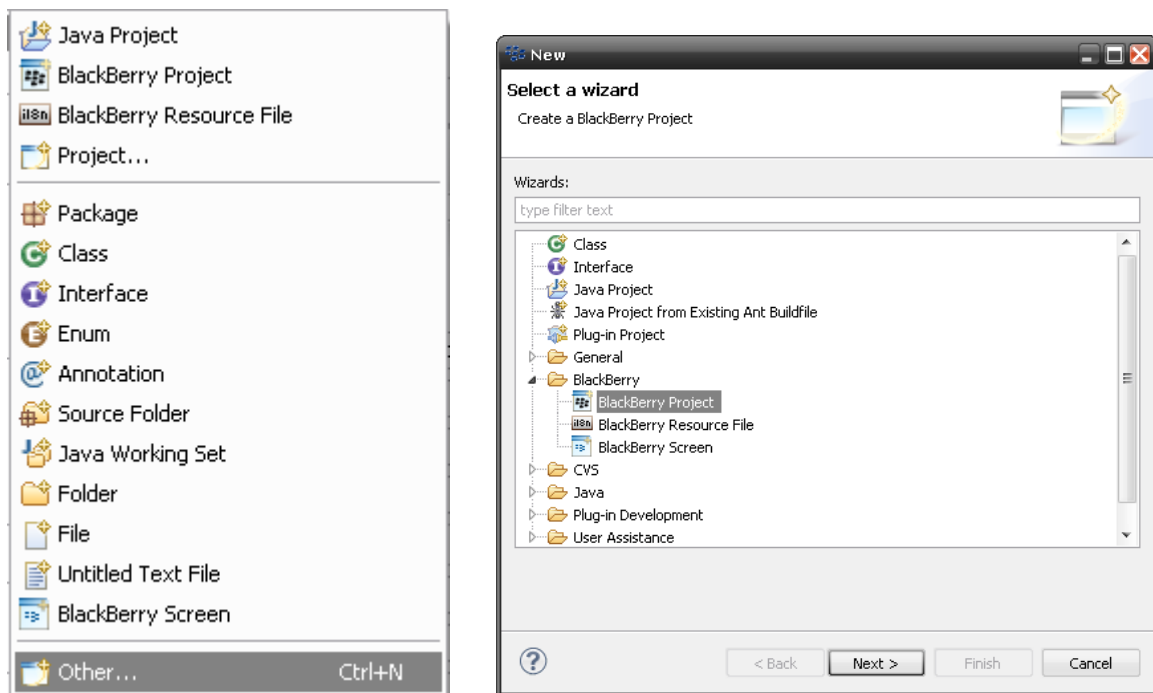 Java Project
BlackBerry Project
BlackBerry Resource File
Project...
Package
Class
Interface
Enum
Annotation
Source Folder
Java Working Set
Folder
File
Untitled Text File
BlackBerry Screen
Other... Ctrl+N
New
Select a wizard
Create a BlackBerry Project
Wizards:
type filter text
Class
Interface
Java Project
Java Project from Existing Ant Buildfile
Plug-in Project
General
BlackBerry
BlackBerry Project
BlackBerry Resource File
BlackBerry Screen
CVS
Java
Plug-in Development
User Assistance
< Back Next > Finish Cancel